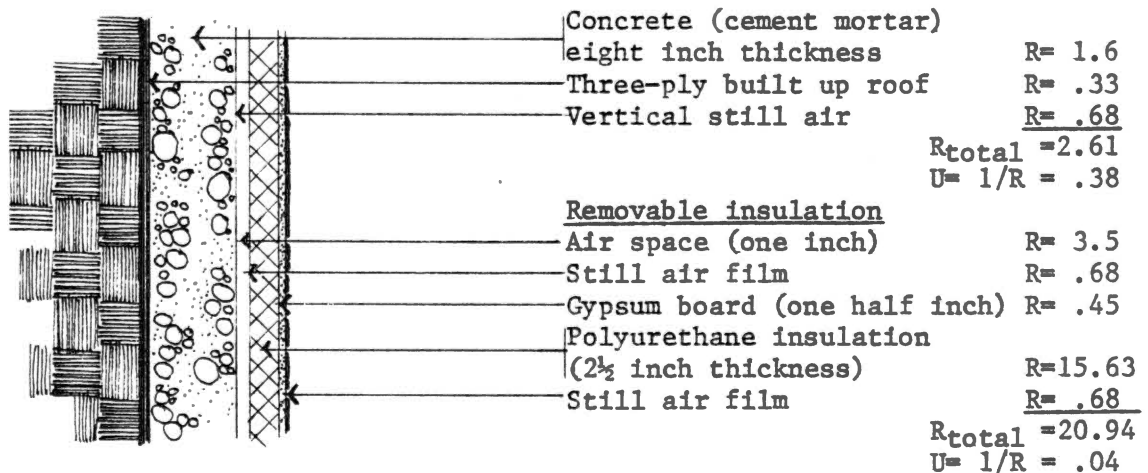 Concrete (cement mortar)
eight inch thickness R= 1.6
Three-ply built up roof R= .33
Vertical still air R= .68
Rtotal =2.61
U= 1/R = .38
Removable insulation
Air space (one inch) R= 3.5
Still air film R= .68
Gypsum board (one half inch) R= .45
Polyurethane insulation
(2½ inch thickness) R=15.63
Still air film R= .68
Rtotal =20.94
U= 1/R = .04